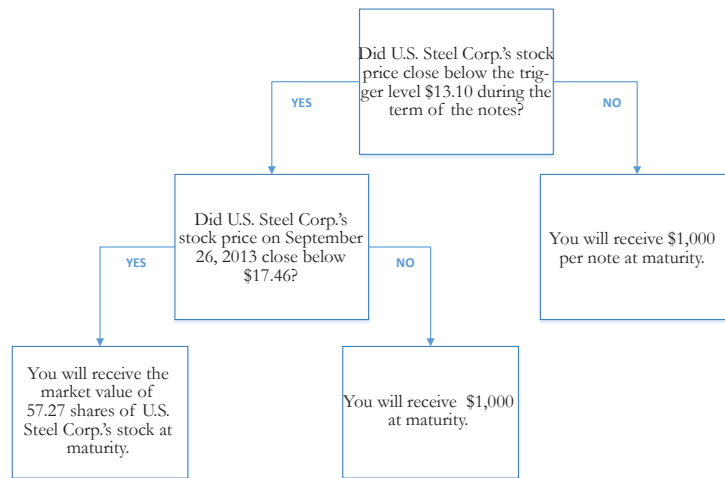 Did U.S. Steel Corp.'s stock
price close below the trig-
ger level $13.10 during the
term of the notes?
YES
NO
Did U.S. Steel Corp.'s
stock price on September
26, 2013 close below
$17.46?
You will receive $1,000
per note at maturity.
YES
NO
You will receive the
market value of
57.27 shares of U.S.
Steel Corp.'s stock at
maturity.
You will receive $1,000
at maturity.